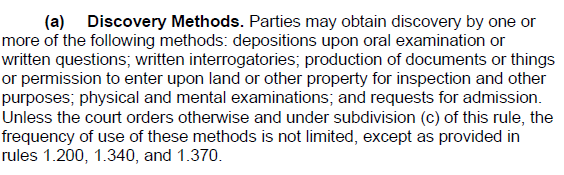 (a) Discovery Methods. Parties may obtain discovery by one or
more of the following methods: depositions upon oral examination or
written questions; written interrogatories; production of documents or things
or permission to enter upon land or other property for inspection and other
purposes; physical and mental examinations; and requests for admission.
Unless the court orders otherwise and under subdivision (c) of this rule, the
frequency of use of these methods is not limited, except as provided in
rules 1.200, 1.340, and 1.370.